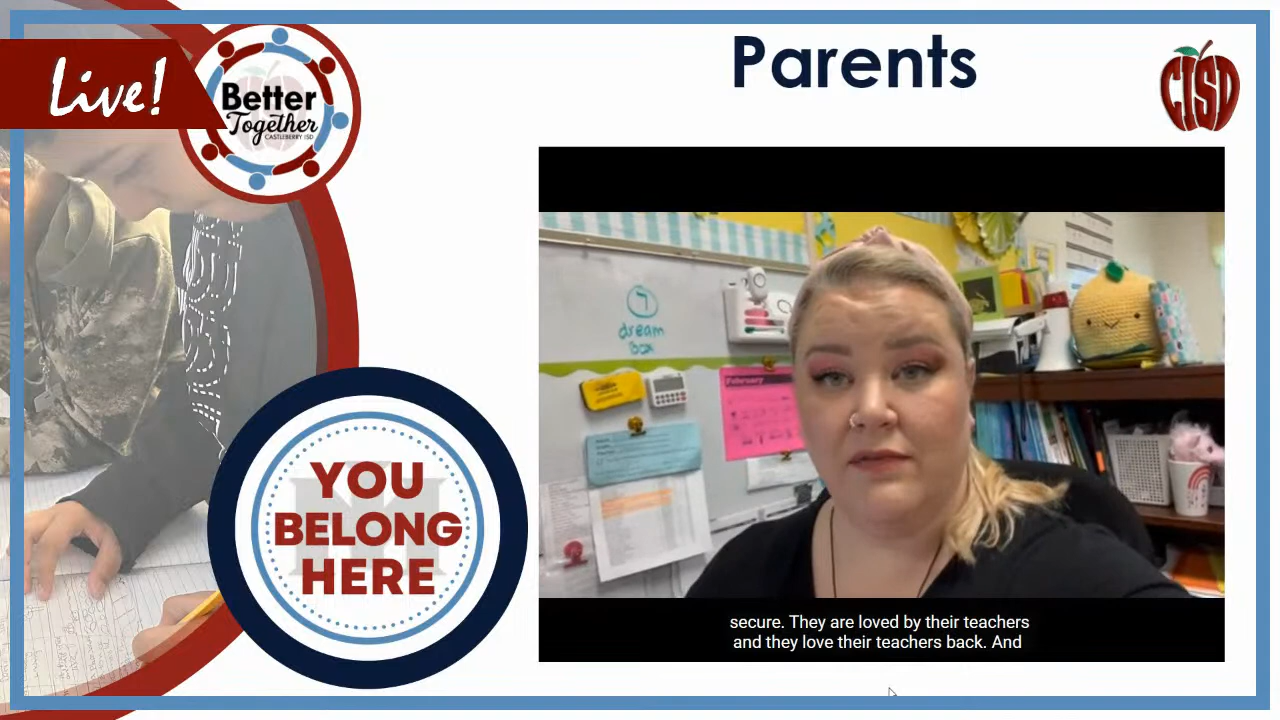 Live!
Better
Together
CASTLEBERRY ISD
Parents
CISD
dream
box
February
YOU
BELONG
HERE
secure. They are loved by their teachers
and they love their teachers back. And